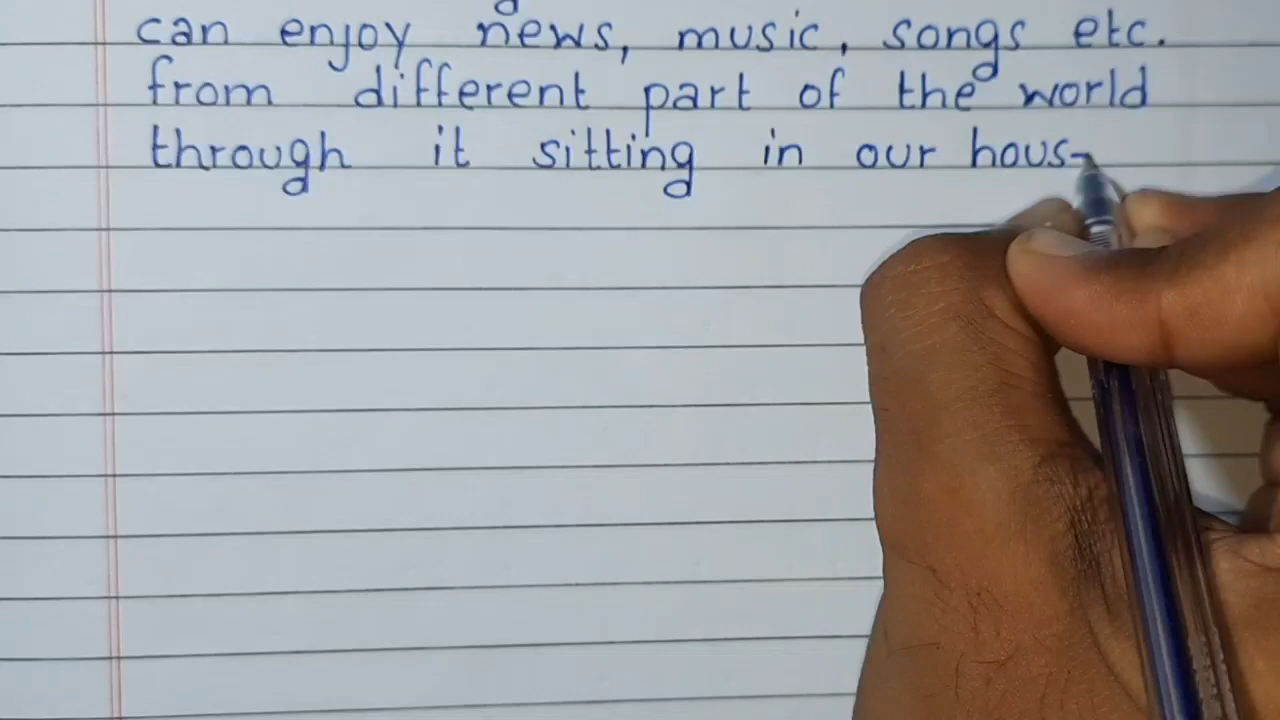 can enjoy news, music, songs etc.
from different part of the world
through it sitting in our hous